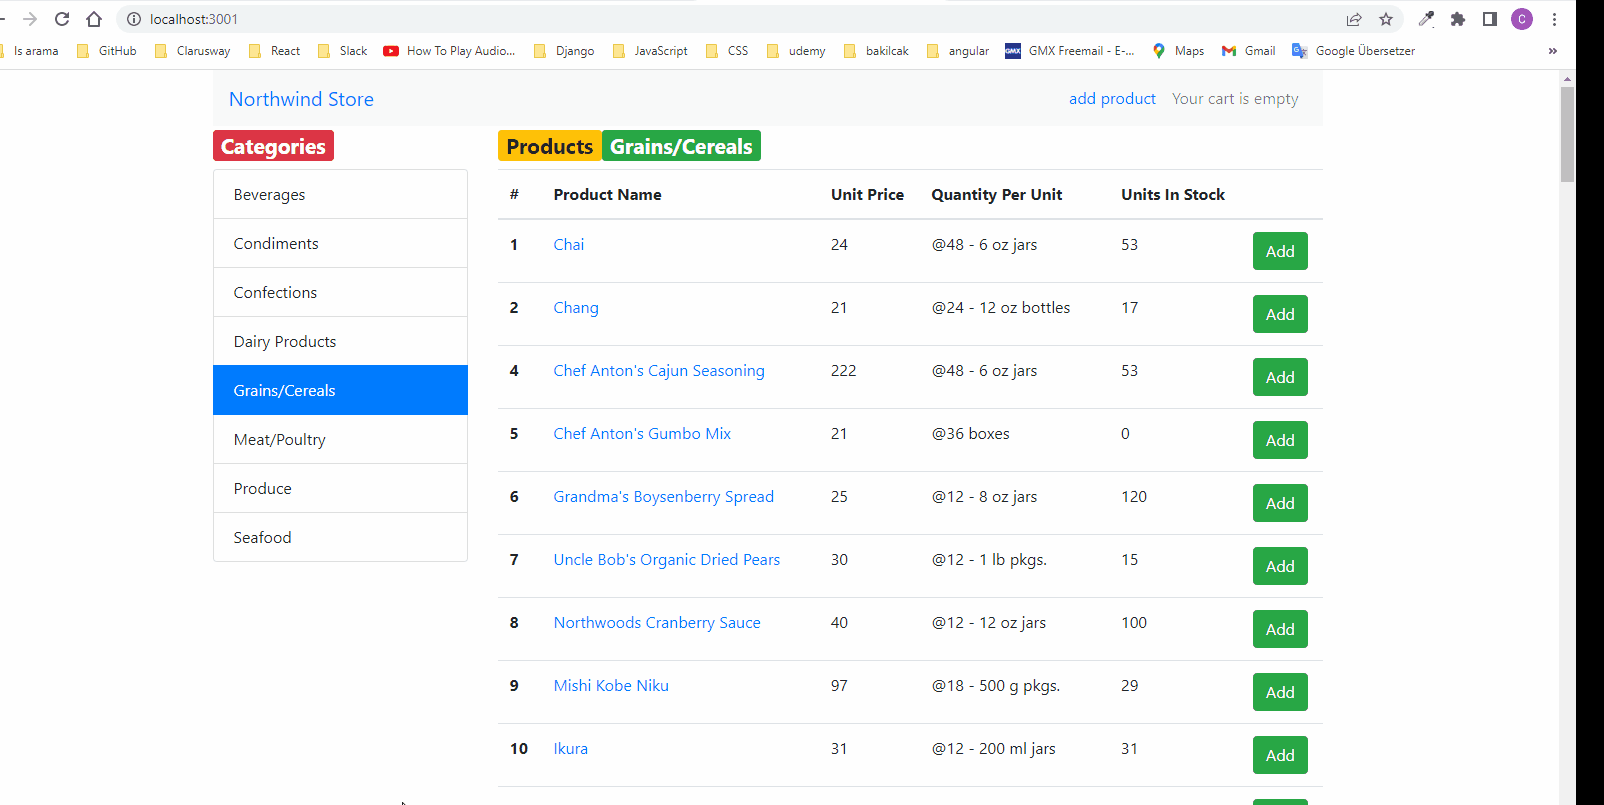 localhost:3001
C
Is arama GitHub Clarusway React Slack How To Play Audio... Django JavaScript CSS udemy bakilcak angular GMX GMX Freemail - E-... Maps Gmail Google Übersetzer »
Northwind Store add product Your cart is empty
Categories
Beverages
Condiments
Confections
Dairy Products
Grains/Cereals
Meat/Poultry
Produce
Seafood
Products Grains/Cereals
# Product Name Unit Price Quantity Per Unit Units In Stock
1 Chai 24 @48 - 6 oz jars 53 Add
2 Chang 21 @24 - 12 oz bottles 17 Add
4 Chef Anton's Cajun Seasoning 222 @48 - 6 oz jars 53 Add
5 Chef Anton's Gumbo Mix 21 @36 boxes 0 Add
6 Grandma's Boysenberry Spread 25 @12 - 8 oz jars 120 Add
7 Uncle Bob's Organic Dried Pears 30 @12 - 1 lb pkgs. 15 Add
8 Northwoods Cranberry Sauce 40 @12 - 12 oz jars 100 Add
9 Mishi Kobe Niku 97 @18 - 500 g pkgs. 29 Add
10 Ikura 31 @12 - 200 ml jars 31 Add